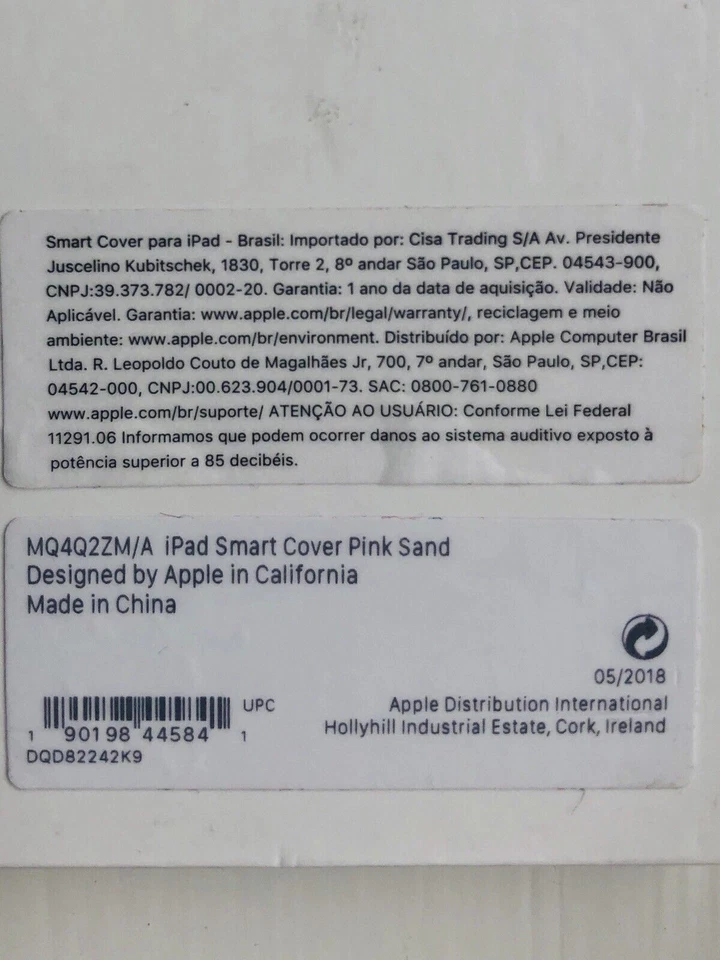 Smart Cover para iPad - Brasil: Importado por: Cisa Trading S/A Av. Presidente
Juscelino Kubitschek, 1830, Torre 2, 8º andar São Paulo, SP,CEP. 04543-900,
CNPJ:39.373.782/ 0002-20. Garantia: 1 ano da data de aquisição. Validade: Não
Aplicável. Garantia: www.apple.com/br/legal/warranty/, reciclagem e meio
ambiente: www.apple.com/br/environment. Distribuído por: Apple Computer Brasil
Ltda. R. Leopoldo Couto de Magalhães Jr, 700, 7º andar, São Paulo, SP,CEP:
04542-000, CNPJ:00.623.904/0001-73. SAC: 0800-761-0880
www.apple.com/br/suporte/ ATENÇÃO AO USUÁRIO: Conforme Lei Federal
11291.06 Informamos que podem ocorrer danos ao sistema auditivo exposto à
potência superior a 85 decibéis.
MQ4Q2ZM/A iPad Smart Cover Pink Sand
Designed by Apple in California
Made in China
05/2018
UPC
1 90198 44584 1
DQD82242K9
Apple Distribution International
Hollyhill Industrial Estate, Cork, Ireland